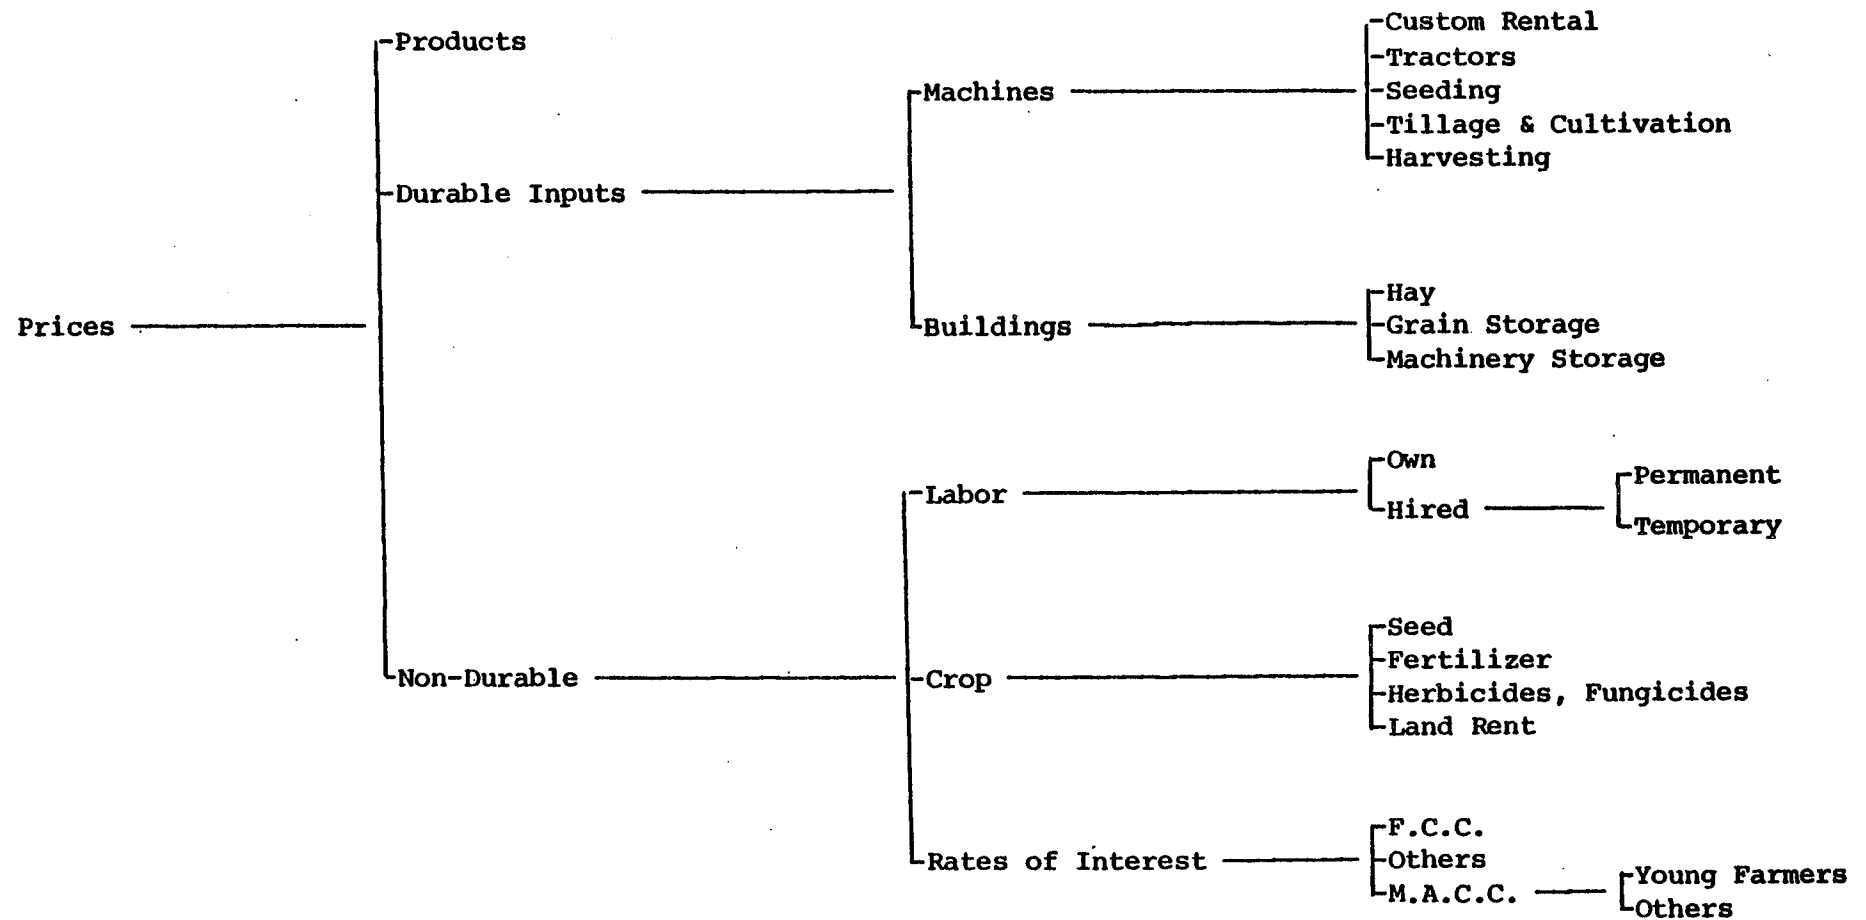 Prices
Products
Durable Inputs
Non-Durable
Machines
Buildings
Labor
Crop
Rates of Interest
Custom Rental
Tractors
Seeding
Tillage & Cultivation
Harvesting
Hay
Grain Storage
Machinery Storage
Own
Hired
Permanent
Temporary
Seed
Fertilizer
Herbicides, Fungicides
Land Rent
F.C.C.
Others
M.A.C.C.
Young Farmers
Others